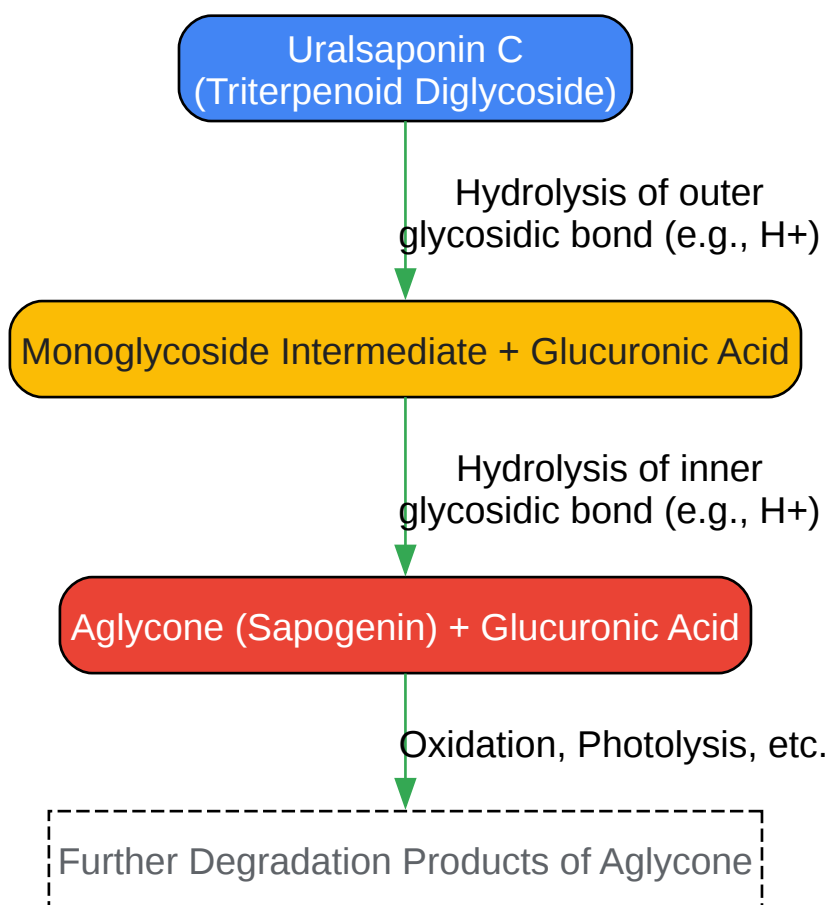 Uralsaponin C
(Triterpenoid Diglycoside)
Hydrolysis of outer
glycosidic bond (e.g., H+)
Monoglycoside Intermediate + Glucuronic Acid
Hydrolysis of inner
glycosidic bond (e.g., H+)
Aglycone (Sapogenin) + Glucuronic Acid
Oxidation, Photolysis, etc.
Further Degradation Products of Aglycone